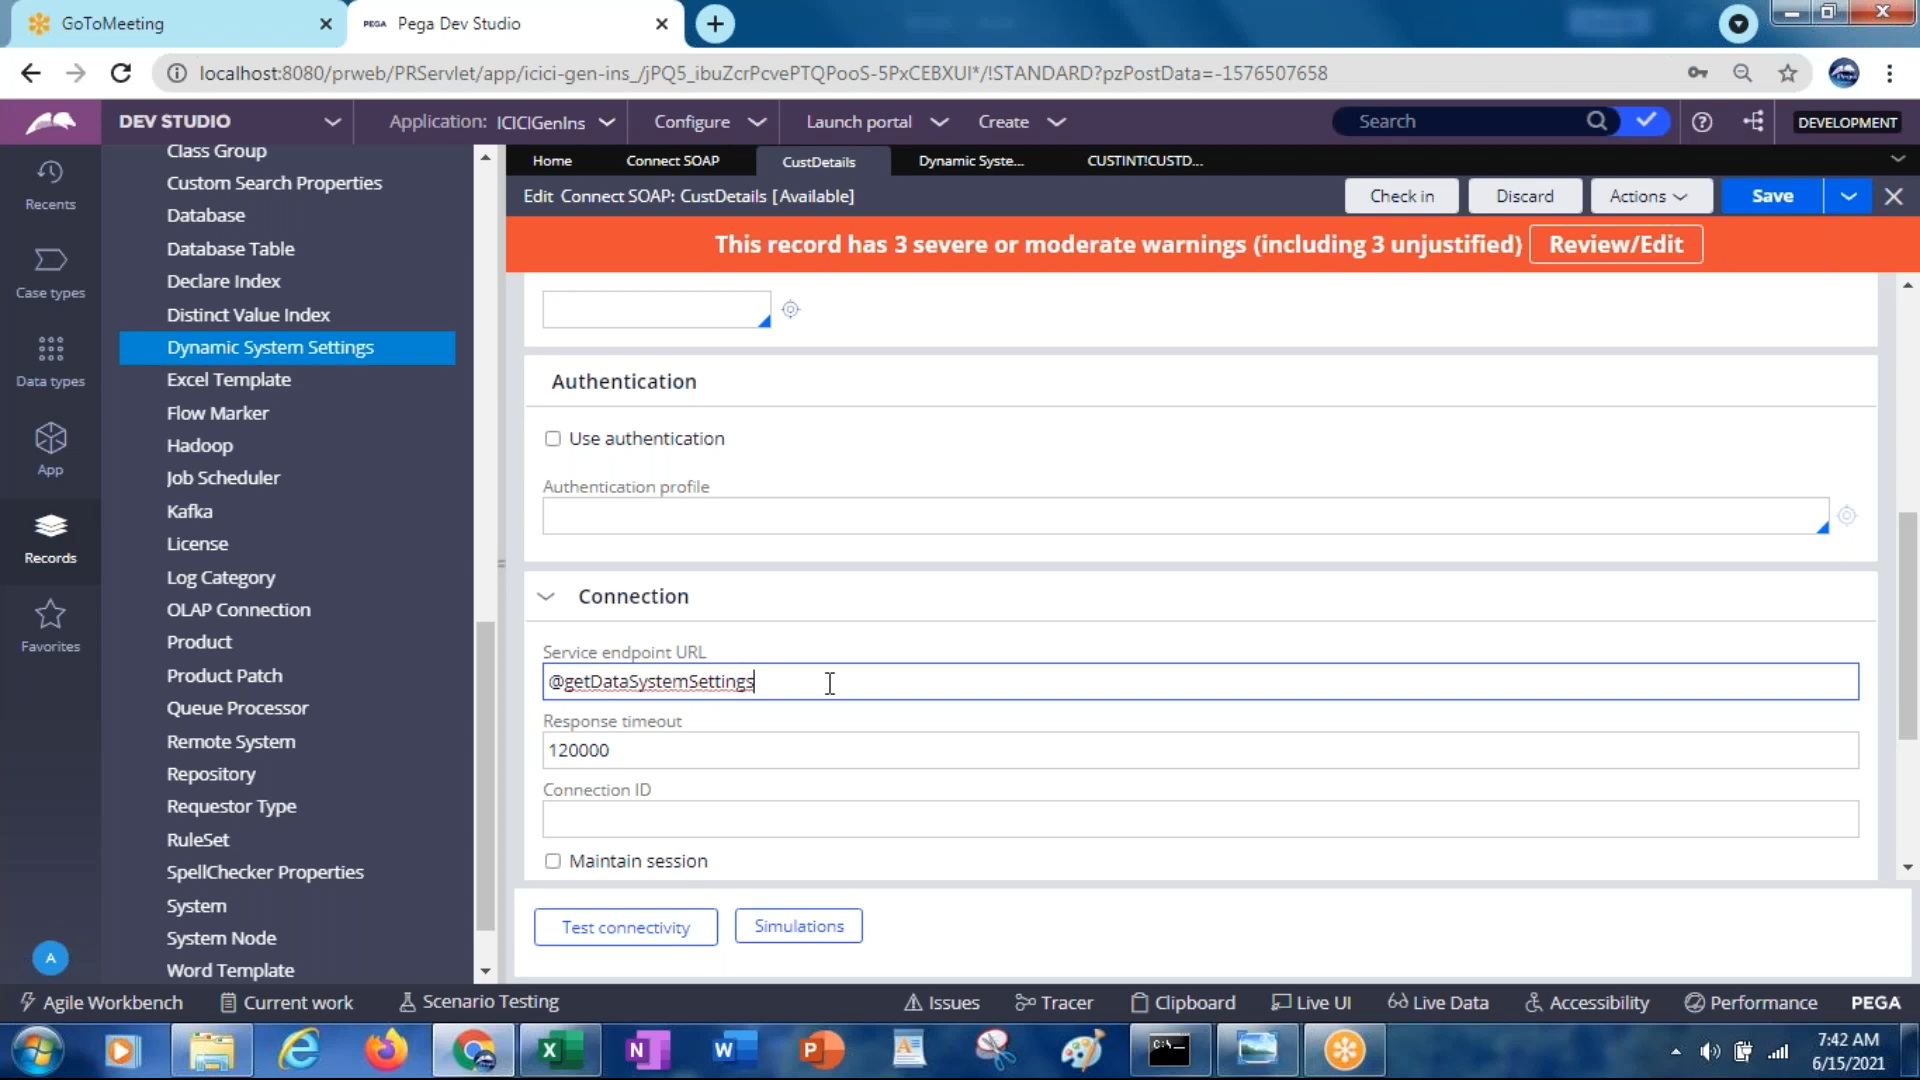 GoToMeeting
PEGA Pega Dev Studio
localhost:8080/prweb/PRServlet/app/icici-gen-ins_/jPQ5_ibuZcrPcvePTQPooS-5PxCEBXUI*/!STANDARD?pzPostData=-1576507658
DEV STUDIO
Application: ICICIGenIns
Configure
Launch portal
Create
Search
DEVELOPMENT
Recents
Case types
Data types
App
Records
Favorites
A
Class Group
Custom Search Properties
Database
Database Table
Declare Index
Distinct Value Index
Dynamic System Settings
Excel Template
Flow Marker
Hadoop
Job Scheduler
Kafka
License
Log Category
OLAP Connection
Product
Product Patch
Queue Processor
Remote System
Repository
Requestor Type
RuleSet
SpellChecker Properties
System
System Node
Word Template
Home
Connect SOAP
CustDetails
Dynamic Syste...
CUSTINT!CUSTD...
Edit Connect SOAP: CustDetails [Available]
Check in
Discard
Actions
Save
This record has 3 severe or moderate warnings (including 3 unjustified)
Review/Edit
Authentication
Use authentication
Authentication profile
Connection
Service endpoint URL
@getDataSystemSettings
Response timeout
120000
Connection ID
Maintain session
Test connectivity
Simulations
Agile Workbench
Current work
Scenario Testing
Issues
Tracer
Clipboard
Live UI
Live Data
Accessibility
Performance
PEGA
7:42 AM
6/15/2021